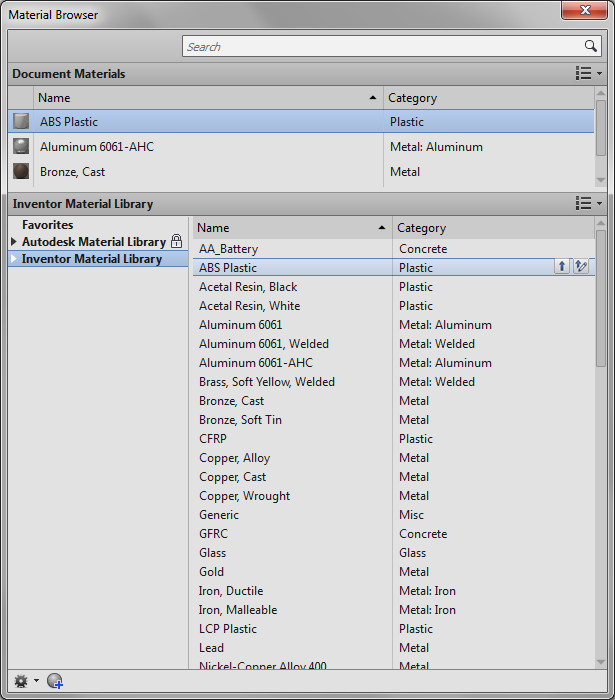 Material Browser
Search
Document Materials
Name Category
ABS Plastic Plastic
Aluminum 6061-AHC Metal: Aluminum
Bronze, Cast Metal
Inventor Material Library
Favorites
Autodesk Material Library
Inventor Material Library
Name Category
AA_Battery Concrete
ABS Plastic Plastic
Acetal Resin, Black Plastic
Acetal Resin, White Plastic
Aluminum 6061 Metal: Aluminum
Aluminum 6061, Welded Metal: Welded
Aluminum 6061-AHC Metal: Aluminum
Brass, Soft Yellow, Welded Metal: Welded
Bronze, Cast Metal
Bronze, Soft Tin Metal
CFRP Plastic
Copper, Alloy Metal
Copper, Cast Metal
Copper, Wrought Metal
Generic Misc
GFRC Concrete
Glass Glass
Gold Metal
Iron, Ductile Metal: Iron
Iron, Malleable Metal: Iron
LCP Plastic Plastic
Lead Metal
Nickel-Copper Alloy 400 Metal